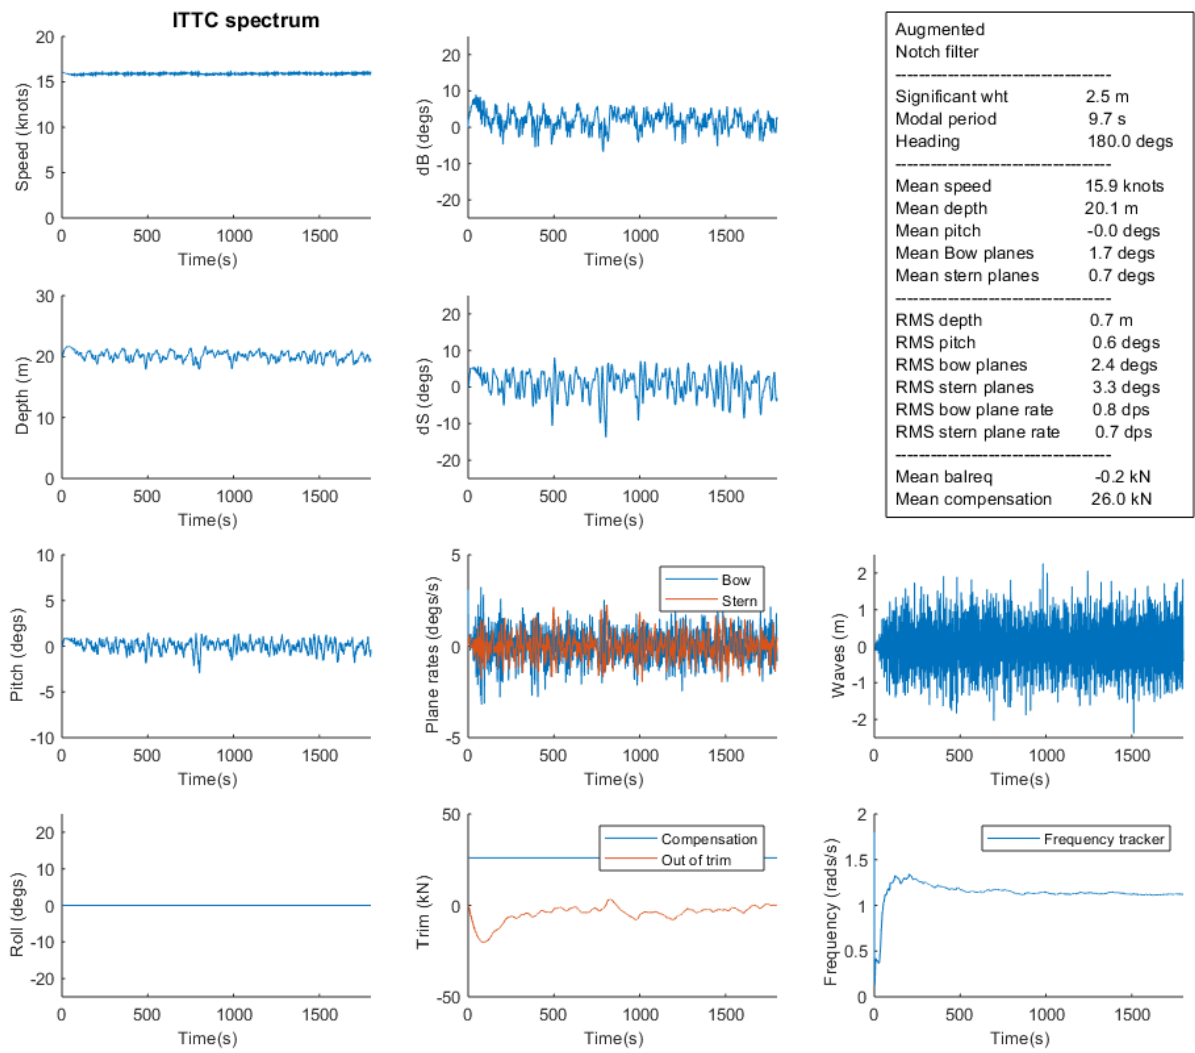 ITTC spectrum
20
15
10
5
0
Speed (knots)
0 500 1000 1500
Time(s)
20
10
0
-10
-20
dB (degs)
0 500 1000 1500
Time(s)
Augmented
Notch filter
------------------------------------
Significant wht 2.5 m
Modal period 9.7 s
Heading 180.0 degs
------------------------------------
Mean speed 15.9 knots
Mean depth 20.1 m
Mean pitch -0.0 degs
Mean Bow planes 1.7 degs
Mean stern planes 0.7 degs
------------------------------------
RMS depth 0.7 m
RMS pitch 0.6 degs
RMS bow planes 2.4 degs
RMS stern planes 3.3 degs
RMS bow plane rate 0.8 dps
RMS stern plane rate 0.7 dps
------------------------------------
Mean balreq -0.2 kN
Mean compensation 26.0 kN
30
20
10
0
Depth (m)
0 500 1000 1500
Time(s)
20
10
0
-10
-20
dS (degs)
0 500 1000 1500
Time(s)
10
5
0
-5
-10
Pitch (degs)
0 500 1000 1500
Time(s)
5
0
-5
Plane rates (degs/s)
Bow
Stern
0 500 1000 1500
Time(s)
2
1
0
-1
-2
Waves (m)
0 500 1000 1500
Time(s)
20
10
0
-10
-20
Roll (degs)
0 500 1000 1500
Time(s)
50
0
-50
Trim (kN)
Compensation
Out of trim
0 500 1000 1500
Time(s)
2
1.5
1
0.5
0
Frequency (rads/s)
Frequency tracker
0 500 1000 1500
Time(s)